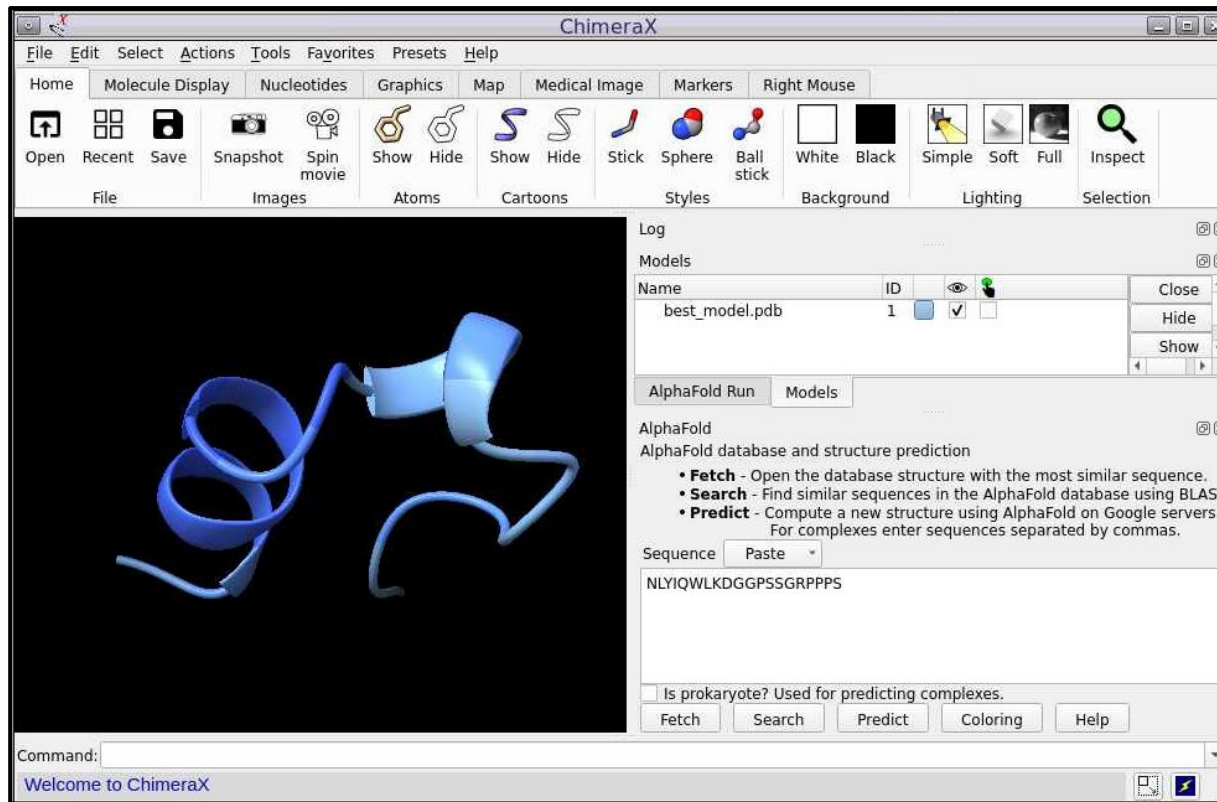 ChimeraX
File Edit Select Actions Tools Favorites Presets Help
Home Molecule Display Nucleotides Graphics Map Medical Image Markers Right Mouse
Open Recent Save Snapshot Spin movie Show Hide Show Hide Stick Sphere Ball stick White Black Simple Soft Full Inspect
File Images Atoms Cartoons Styles Background Lighting Selection
Log
Models
Name ID
best_model.pdb 1
Close
Hide
Show
AlphaFold Run Models
AlphaFold
AlphaFold database and structure prediction
• Fetch - Open the database structure with the most similar sequence.
• Search - Find similar sequences in the AlphaFold database using BLAS
• Predict - Compute a new structure using AlphaFold on Google servers
For complexes enter sequences separated by commas.
Sequence Paste
NLYIQWLKDGGPSSGRPPPS
Is prokaryote? Used for predicting complexes.
Fetch Search Predict Coloring Help
Command:
Welcome to ChimeraX